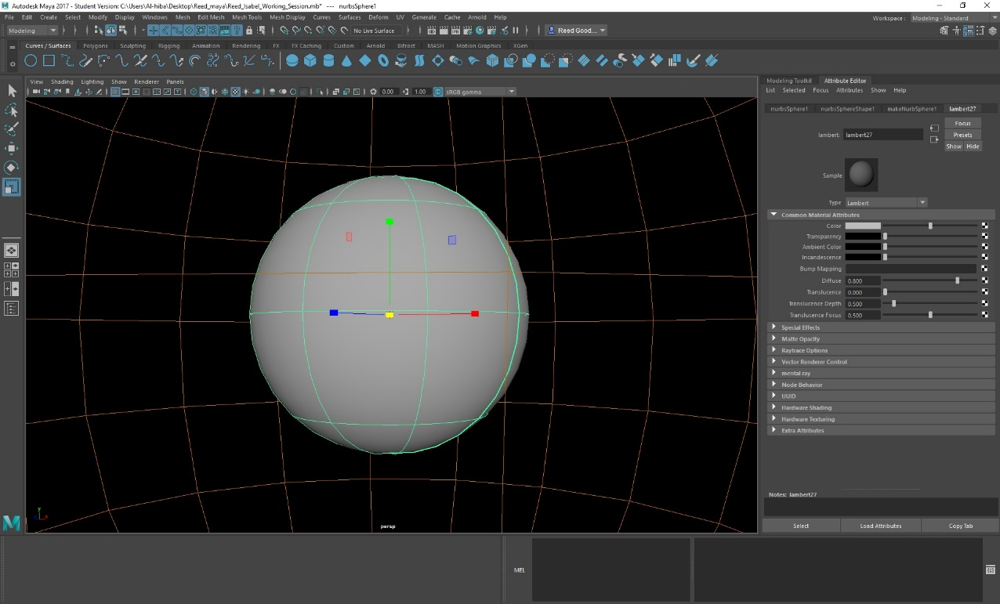 Autodesk Maya 2017 - Student Version: C:\Users\Al-hiba\Desktop\Reed_maya\Reed_Isabel_Working_Session.mb* --- nurbsSphere1
File Edit Create Select Modify Display Windows Mesh Edit Mesh Mesh Tools Mesh Display Curves Surfaces Deform UV Generate Cache Arnold Help Workspace: Modeling - Standard
Modeling No Live Surface Reed Good...
Curves / Surfaces Polygons Sculpting Rigging Animation Rendering FX FX Caching Custom Arnold Bifrost MASH Motion Graphics XGen
View Shading Lighting Show Renderer Panels
0.00 1.00 sRGB gamma
persp
y
Modeling Toolkit Attribute Editor
List Selected Focus Attributes Show Help
nurbsSphere1 nurbsSphereShape1 makeNurbSphere1 lambert27
Focus
lambert: lambert27 Presets
Show Hide
Sample
Type Lambert
Common Material Attributes
Color
Transparency
Ambient Color
Incandescence
Bump Mapping
Diffuse 0.800
Translucence 0.000
Translucence Depth 0.500
Translucence Focus 0.500
Special Effects
Matte Opacity
Raytrace Options
Vector Renderer Control
mental ray
Node Behavior
UUID
Hardware Shading
Hardware Texturing
Extra Attributes
Notes: lambert27
Select Load Attributes Copy Tab
MEL